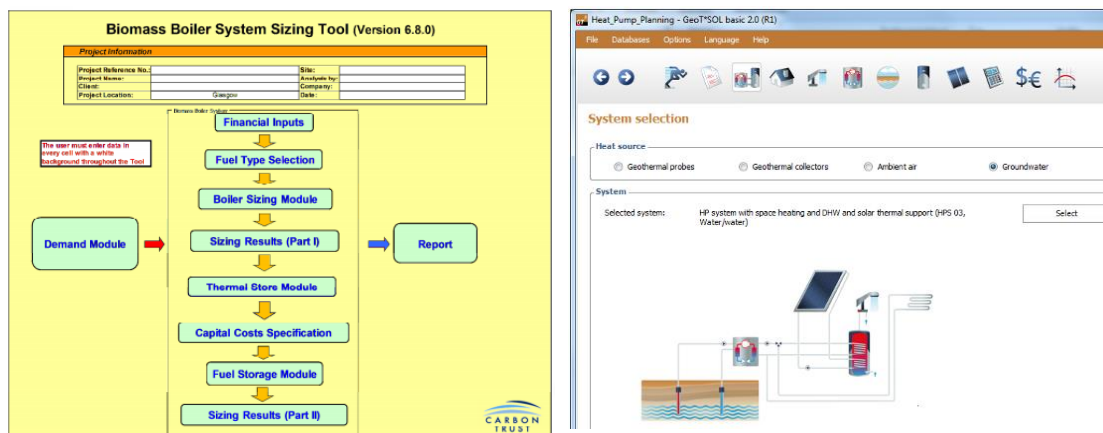 Biomass Boiler System Sizing Tool (Version 6.8.0)
Project Information
Project Reference No.:
Site:
Project Name:
Analysis by:
Client:
Company:
Project Location:
Glasgow
Date:
Biomass Boiler System
The user must enter data in
every cell with a white
background throughout the Tool
Financial Inputs
Fuel Type Selection
Boiler Sizing Module
Demand Module
Sizing Results (Part I)
Report
Thermal Store Module
Capital Costs Specification
Fuel Storage Module
Sizing Results (Part II)
CARBON
TRUST
Heat_Pump_Planning - GeoT*SOL basic 2.0 (R1)
File Databases Options Language Help
$€
System selection
Heat source
Geothermal probes Geothermal collectors Ambient air Groundwater
System
Selected system: HP system with space heating and DHW and solar thermal support (HPS 03,
Water/water)
Select